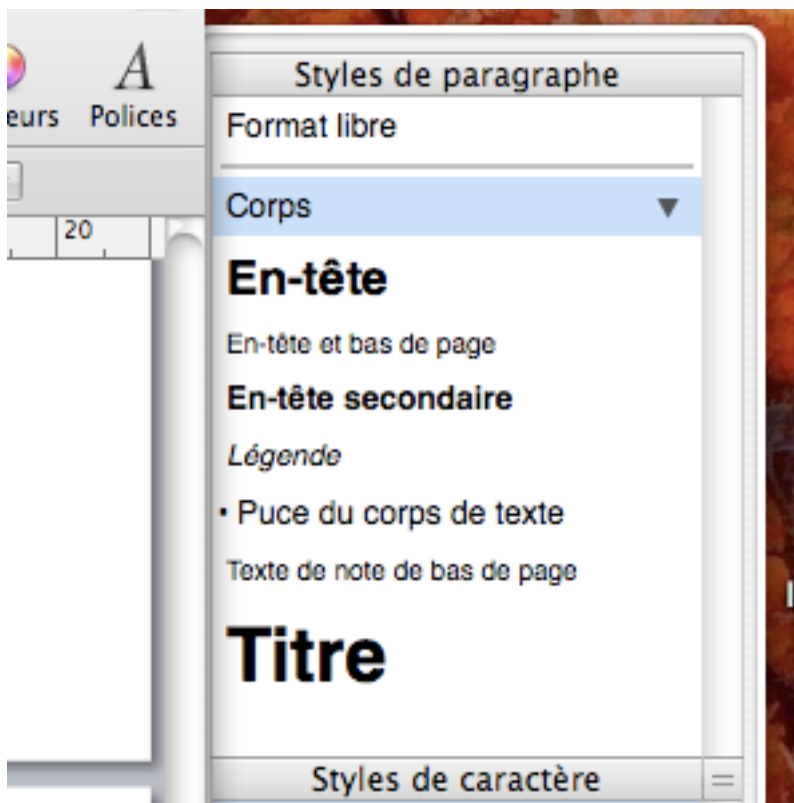 Styles de paragraphe
eurs Polices
Format libre
Corps
20
En-tête
En-tête et bas de page
En-tête secondaire
Légende
• Puce du corps de texte
Texte de note de bas de page
Titre
Styles de caractère